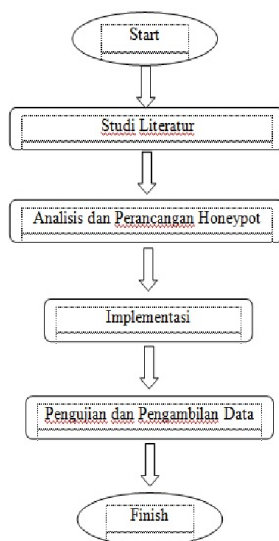 Start
Studi Literatur
Analisis dan Perancangan Honeypot
Implementasi
Pengujian dan Pengambilan Data
Finish